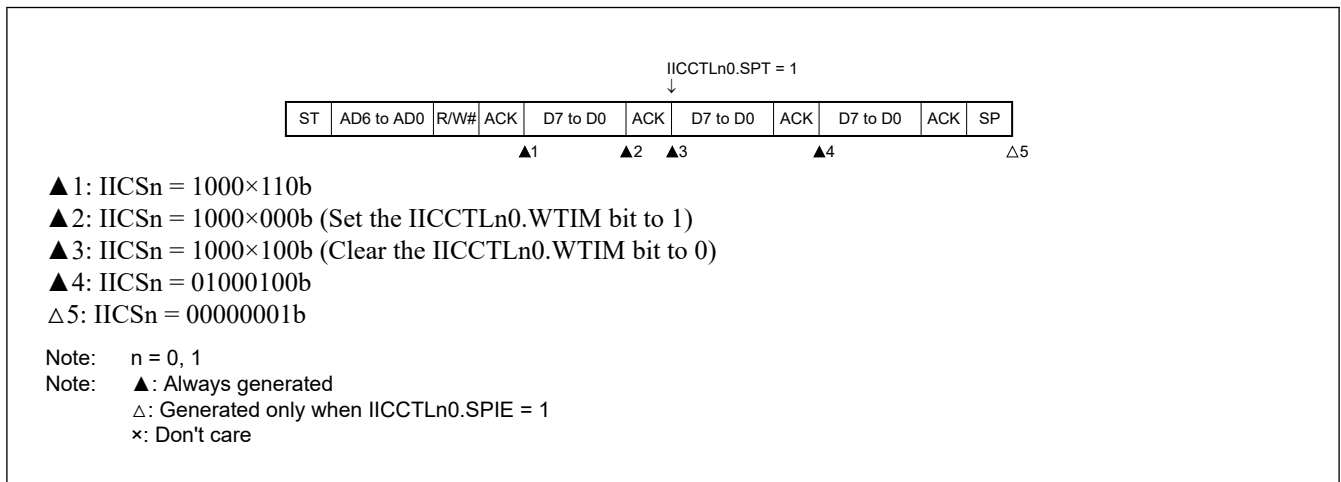 IICCTLn0.SPT = 1
↓
ST AD6 to AD0 R/W# ACK D7 to D0 ACK D7 to D0 ACK D7 to D0 ACK SP
▲1 ▲2 ▲3 ▲4 △5
▲1: IICSn = 1000×110b
▲2: IICSn = 1000×000b (Set the IICCTLn0.WTIM bit to 1)
▲3: IICSn = 1000×100b (Clear the IICCTLn0.WTIM bit to 0)
▲4: IICSn = 01000100b
△5: IICSn = 00000001b
Note: n = 0, 1
Note: ▲: Always generated
△: Generated only when IICCTLn0.SPIE = 1
×: Don't care